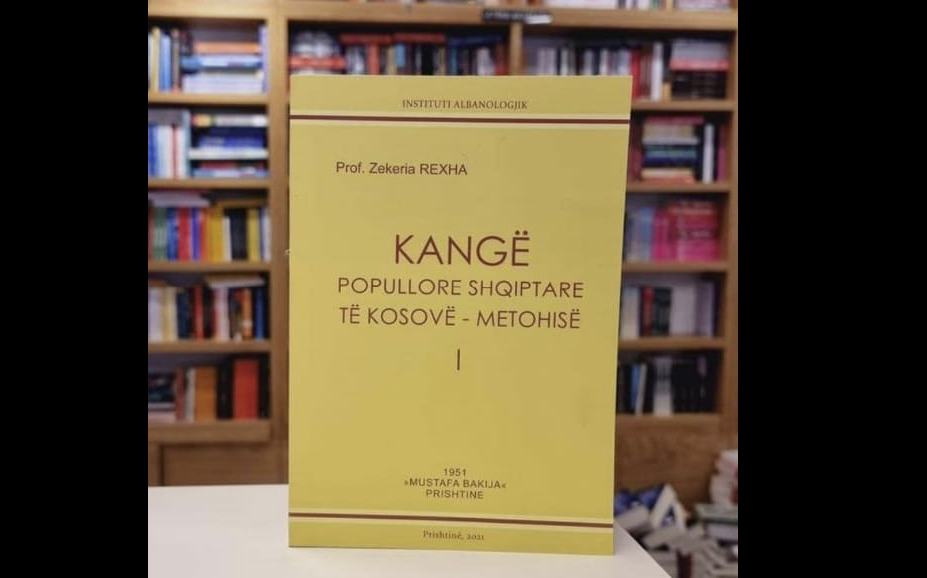 INSTITUTI ALBANOLOGJIK
Prof. Zekeria REXHA
KANGË
POPULLORE SHQIPTARE
TË KOSOVË - METOHISË
I
1951
»MUSTAFA BAKIJA«
PRISHTINE
Prishtinë, 2021